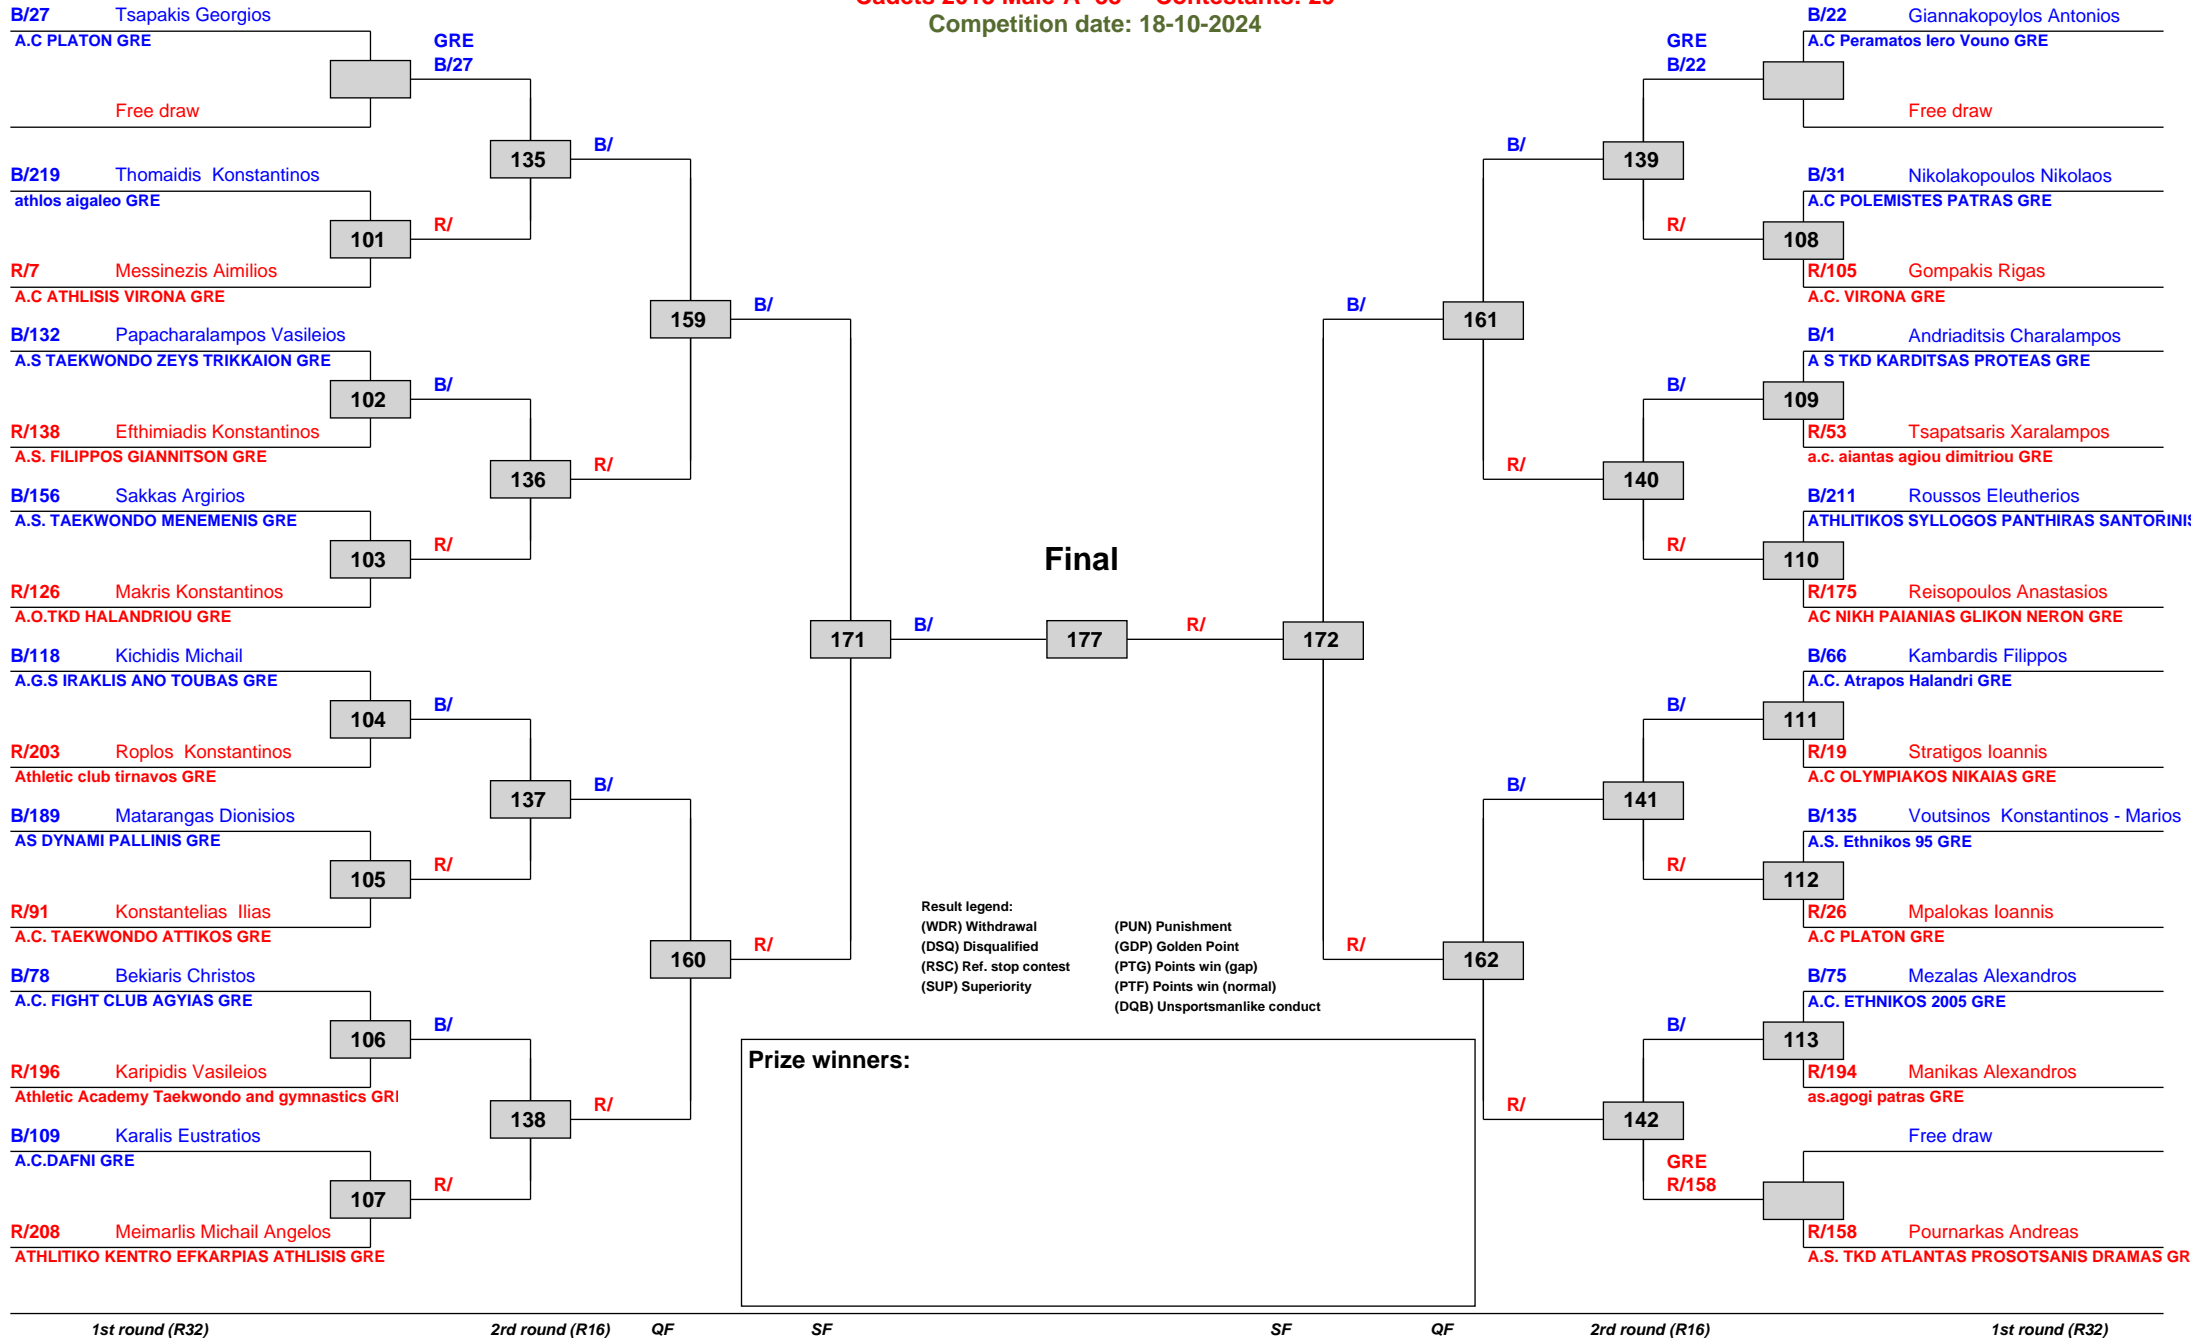 Competition date: 18-10-2024
B/27 Tsapakis Georgios
A.C PLATON GRE
Free draw
B/219 Thomaidis Konstantinos
athlos aigaleo GRE
101
R/7 Messinezis Aimilios
A.C ATHLISIS VIRONA GRE
B/132 Papacharalampos Vasileios
A.S TAEKWONDO ZEYS TRIKKAION GRE
102
R/138 Efthimiadis Konstantinos
A.S. FILIPPOS GIANNITSON GRE
B/156 Sakkas Argirios
A.S. TAEKWONDO MENEMENIS GRE
103
R/126 Makris Konstantinos
A.O.TKD HALANDRIOU GRE
B/118 Kichidis Michail
A.G.S IRAKLIS ANO TOUBAS GRE
104
R/203 Roplos Konstantinos
Athletic club tirnavos GRE
B/189 Matarangas Dionisios
AS DYNAMI PALLINIS GRE
105
R/91 Konstantelias Ilias
A.C. TAEKWONDO ATTIKOS GRE
B/78 Bekiaris Christos
A.C. FIGHT CLUB AGYIAS GRE
106
R/196 Karipidis Vasileios
Athletic Academy Taekwondo and gymnastics
B/109 Karalis Eustratios
A.C.DAFNI GRE
107
R/208 Meimarlis Michail Angelos
ATHLITIKO KENTRO EFKARPIAS ATHLISIS GRE
GRE
B/27
135
R/
B/
136
R/
B/
137
R/
B/
138
R/
B/
159
R/
B/
160
R/
B/
171
R/
Final
B/
177
R/
B/
172
R/
B/
161
R/
B/
162
R/
GRE
B/22
139
R/
B/
140
R/
B/
141
R/
B/
142
GRE
R/158
B/22 Giannakopoylos Antonios
A.C Peramatos Iero Vouno GRE
Free draw
B/31 Nikolakopoulos Nikolaos
A.C POLEMISTES PATRAS GRE
108
R/105 Gompakis Rigas
A.C. VIRONA GRE
B/1 Andriaditsis Charalampos
A S TKD KARDITSAS PROTEAS GRE
109
R/53 Tsapatsaris Xaralampos
a.c. aiantas agiou dimitriou GRE
B/211 Roussos Eleutherios
ATHLITIKOS SYLLOGOS PANTHIRAS SANTORINIS
110
R/175 Reisopoulos Anastasios
AC NIKH PAIANIAS GLIKON NERON GRE
B/66 Kambardis Filippos
A.C. Atrapos Halandri GRE
111
R/19 Stratigos Ioannis
A.C OLYMPIAKOS NIKAIAS GRE
B/135 Voutsinos Konstantinos - Marios
A.S. Ethnikos 95 GRE
112
R/26 Mpalokas Ioannis
A.C PLATON GRE
B/75 Mezalas Alexandros
A.C. ETHNIKOS 2005 GRE
113
R/194 Manikas Alexandros
as.agogi patras GRE
Free draw
R/158 Pournarkas Andreas
A.S. TKD ATLANTAS PROSOTSANIS DRAMAS
Result legend:
(WDR) Withdrawal (PUN) Punishment
(DSQ) Disqualified (GDP) Golden Point
(RSC) Ref. stop contest (PTG) Points win (gap)
(SUP) Superiority (PTF) Points win (normal)
(DQB) Unsportsmanlike conduct
Prize winners:
1st round (R32) 2rd round (R16) QF SF SF QF 2rd round (R16) 1st round (R32)